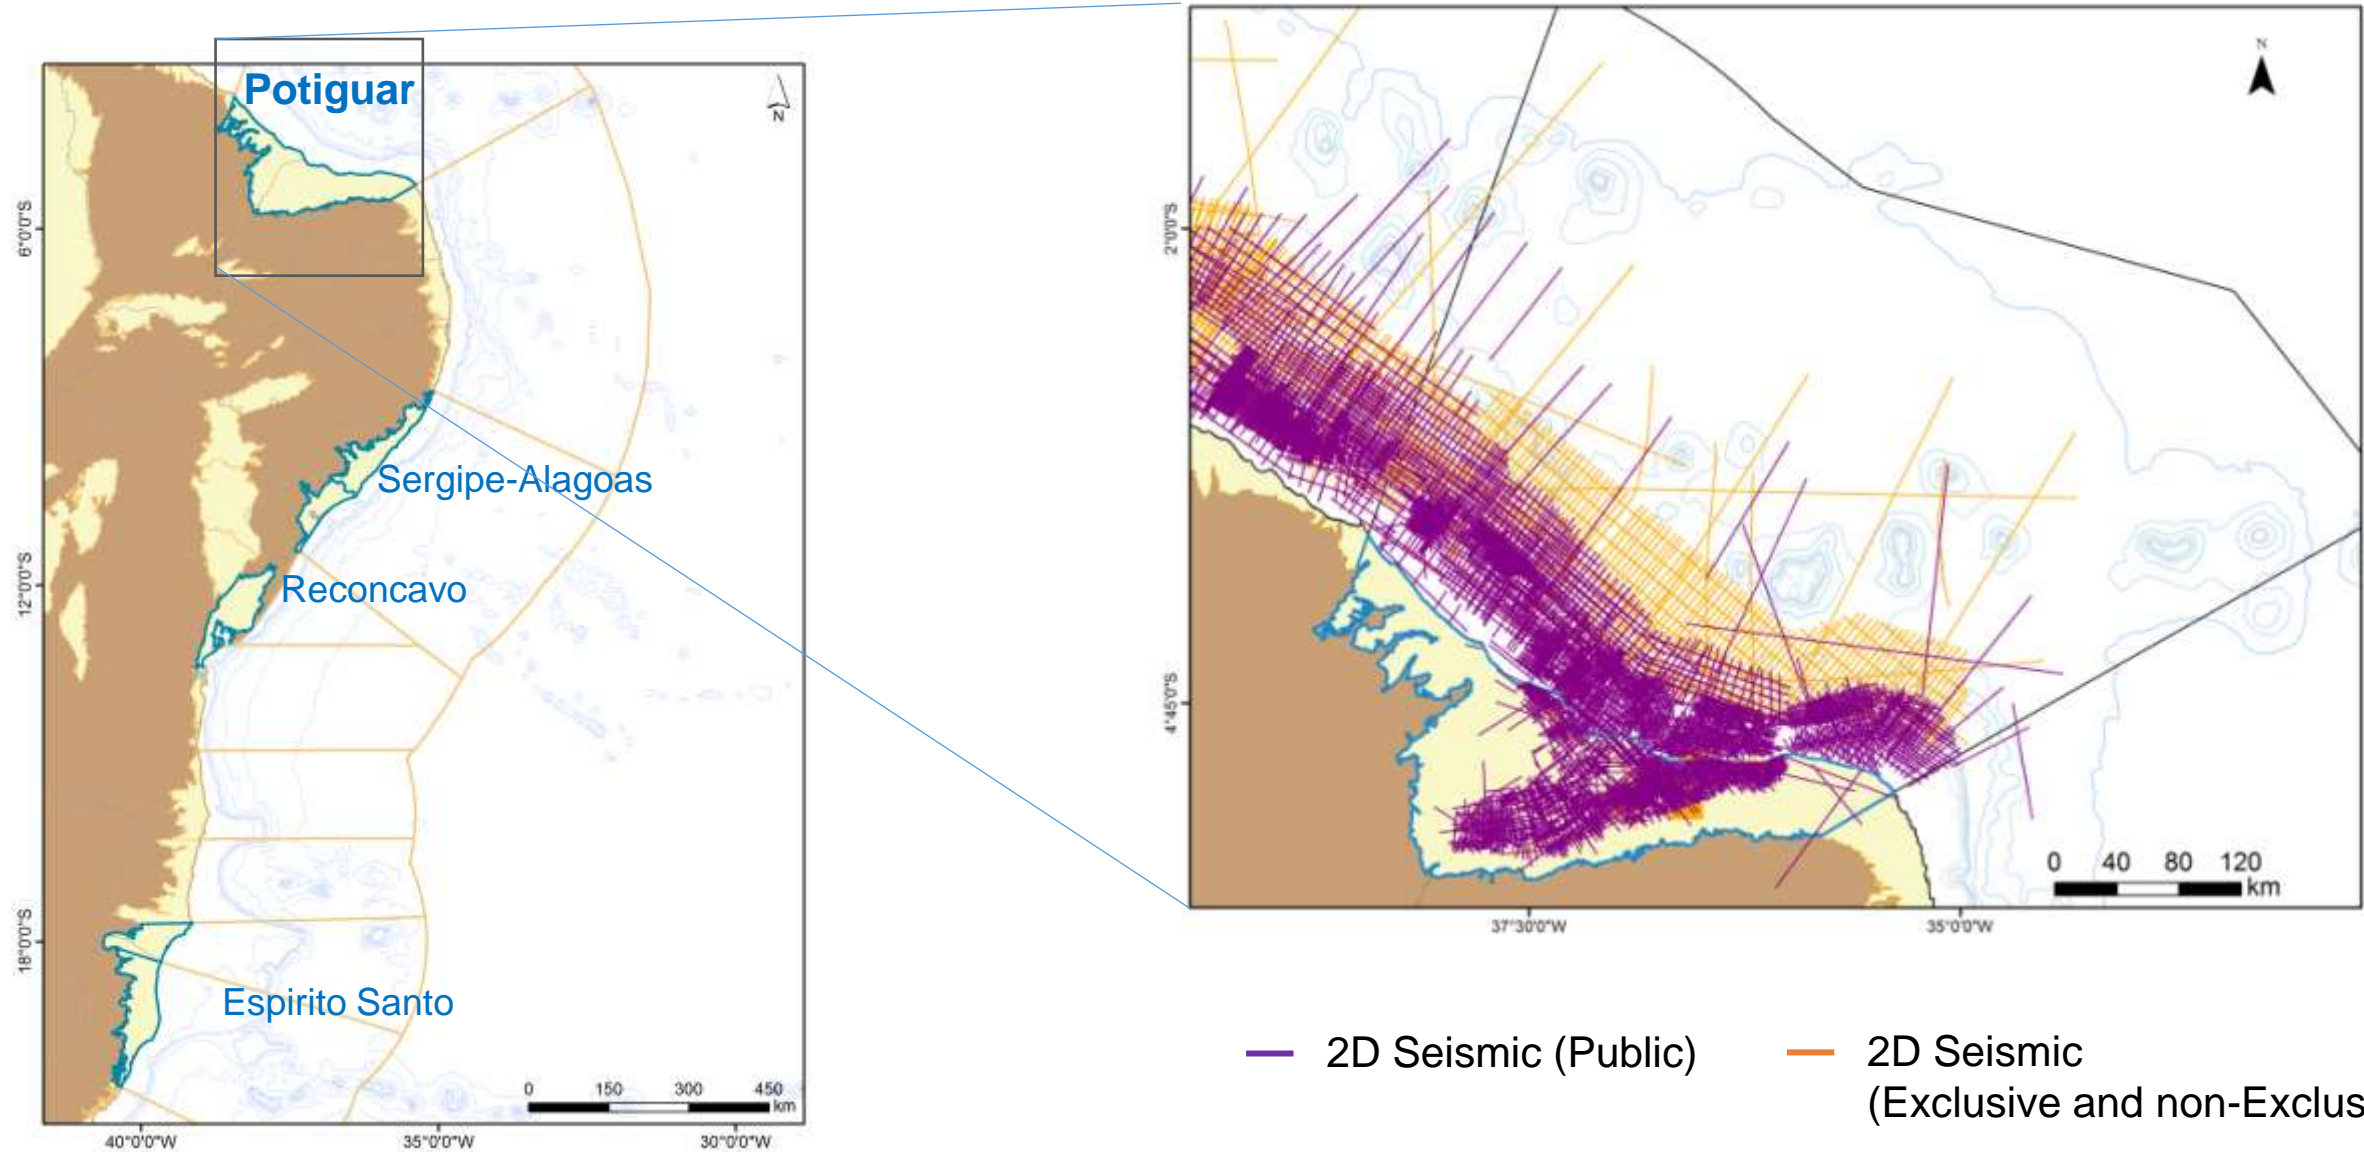 Potiguar
N
6°0'0"S
Sergipe-Alagoas
12°0'0"S
Reconcavo
18°0'0"S
Espirito Santo
0 150 300 450
km
40°0'0"W 35°0'0"W 30°0'0"W
N
2°0'0"S
4°45'0"S
0 40 80 120
km
37°30'0"W 35°0'0"W
2D Seismic (Public)
2D Seismic
(Exclusive and non-Exclus